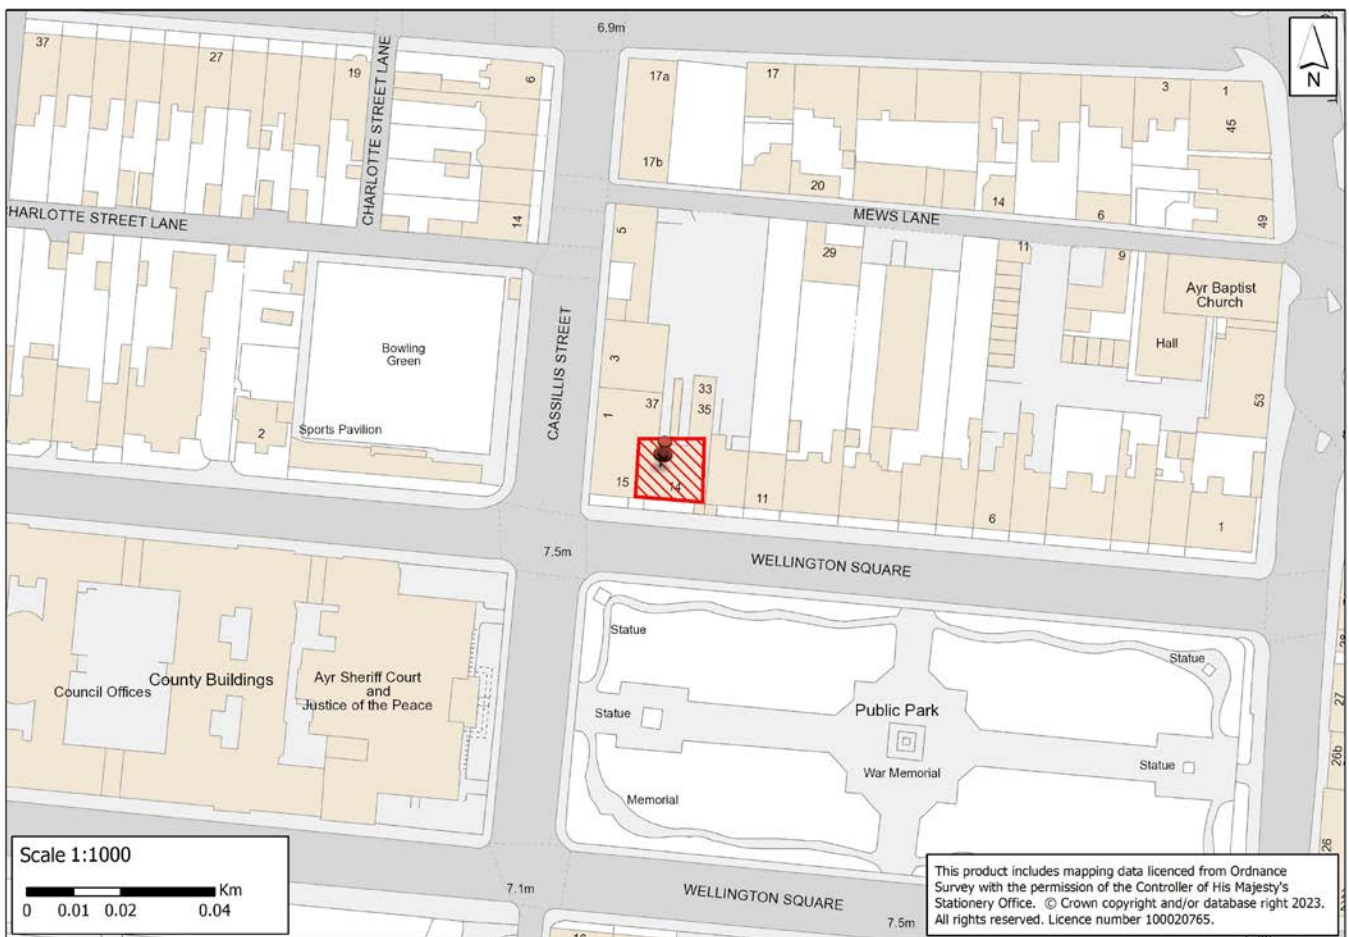 6.9m
N
37
27
19
6
17a
17
3
1
45
17b
20
14
6
49
CHARLOTTE STREET LANE
HARLOTTE STREET LANE
14
MEWS LANE
5
29
11
9
Ayr Baptist
Church
Hall
Bowling
Green
CASSILLIS STREET
3
33
37
35
1
53
2
Sports Pavilion
15
14
11
6
1
7.5m
WELLINGTON SQUARE
Statue
Statue
Council Offices
County Buildings
Ayr Sheriff Court
and
Justice of the Peace
Statue
Public Park
War Memorial
Statue
Memorial
27
26b
26
Scale 1:1000
Km
0 0.01 0.02 0.04
7.1m
WELLINGTON SQUARE
7.5m
This product includes mapping data licenced from Ordnance
Survey with the permission of the Controller of His Majesty's
Stationery Office. © Crown copyright and/or database right 2023.
All rights reserved. Licence number 100020765.